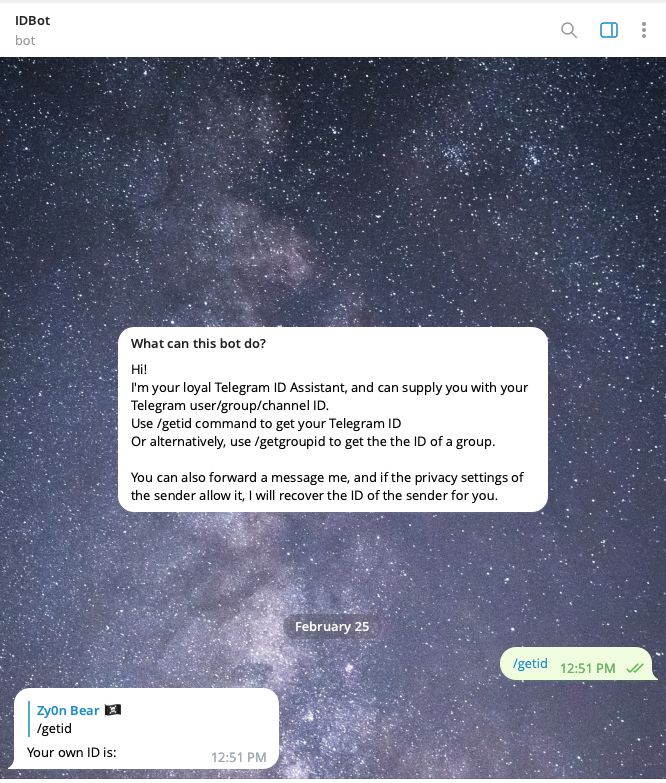 IDBot
bot
What can this bot do?
Hi!
I'm your loyal Telegram ID Assistant, and can supply you with your
Telegram user/group/channel ID.
Use /getid command to get your Telegram ID
Or alternatively, use /getgroupid to get the the ID of a group.
You can also forward a message me, and if the privacy settings of
the sender allow it, I will recover the ID of the sender for you.
February 25
/getid 12:51 PM
Zy0n Bear 🏴‍☠️
/getid
Your own ID is: 12:51 PM